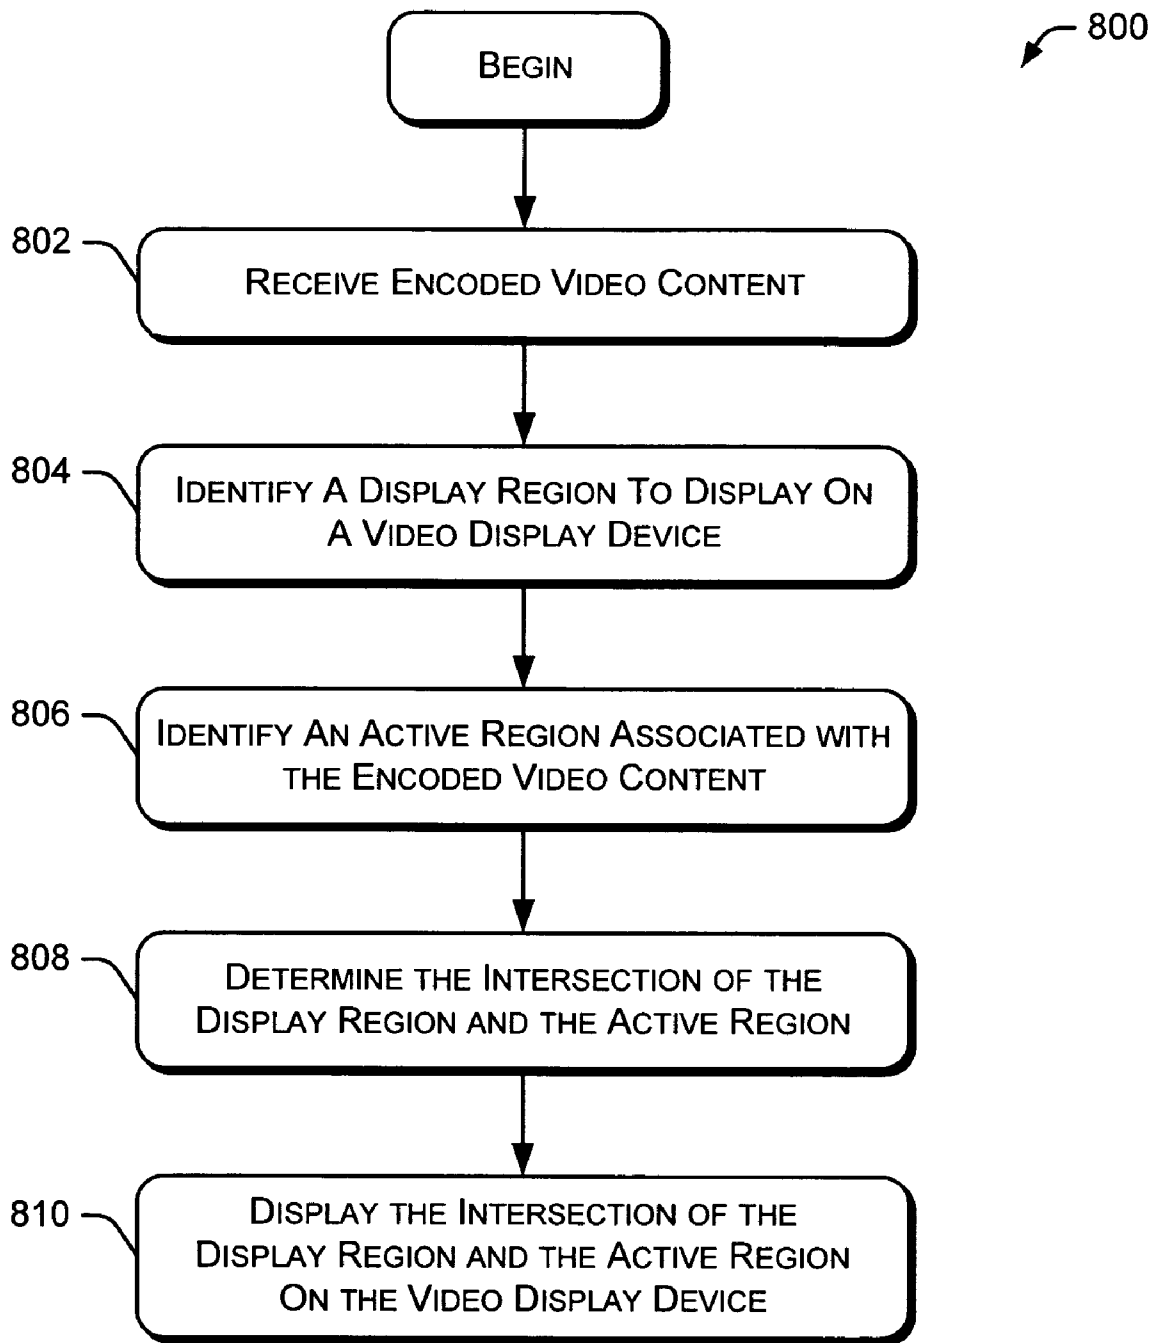 800
BEGIN
802
RECEIVE ENCODED VIDEO CONTENT
804
IDENTIFY A DISPLAY REGION TO DISPLAY ON
A VIDEO DISPLAY DEVICE
806
IDENTIFY AN ACTIVE REGION ASSOCIATED WITH
THE ENCODED VIDEO CONTENT
808
DETERMINE THE INTERSECTION OF THE
DISPLAY REGION AND THE ACTIVE REGION
810
DISPLAY THE INTERSECTION OF THE
DISPLAY REGION AND THE ACTIVE REGION
ON THE VIDEO DISPLAY DEVICE